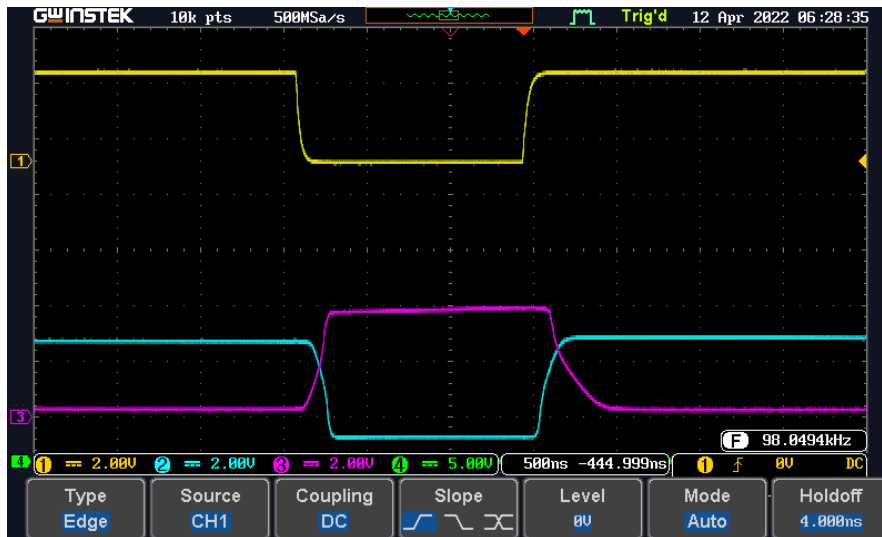 GWINSTEK 10k pts 500MSa/s Trig'd 12 Apr 2022 06:28:35
1
3
F 98.0494kHz
4 1 2.00V 2 2.00V 3 2.00V 4 5.00V 500ns -444.999ns 1 0V DC
Type Source Coupling Slope Level Mode Holdoff
Edge CH1 DC 0V Auto 4.000ns